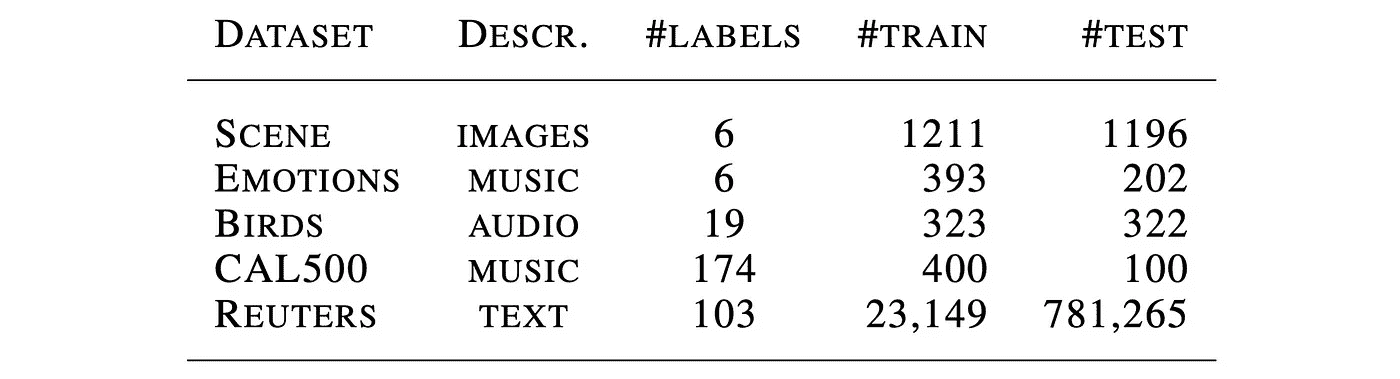 DATASET DESCR. #LABELS #TRAIN #TEST
SCENE IMAGES 6 1211 1196
EMOTIONS MUSIC 6 393 202
BIRDS AUDIO 19 323 322
CAL500 MUSIC 174 400 100
REUTERS TEXT 103 23,149 781,265